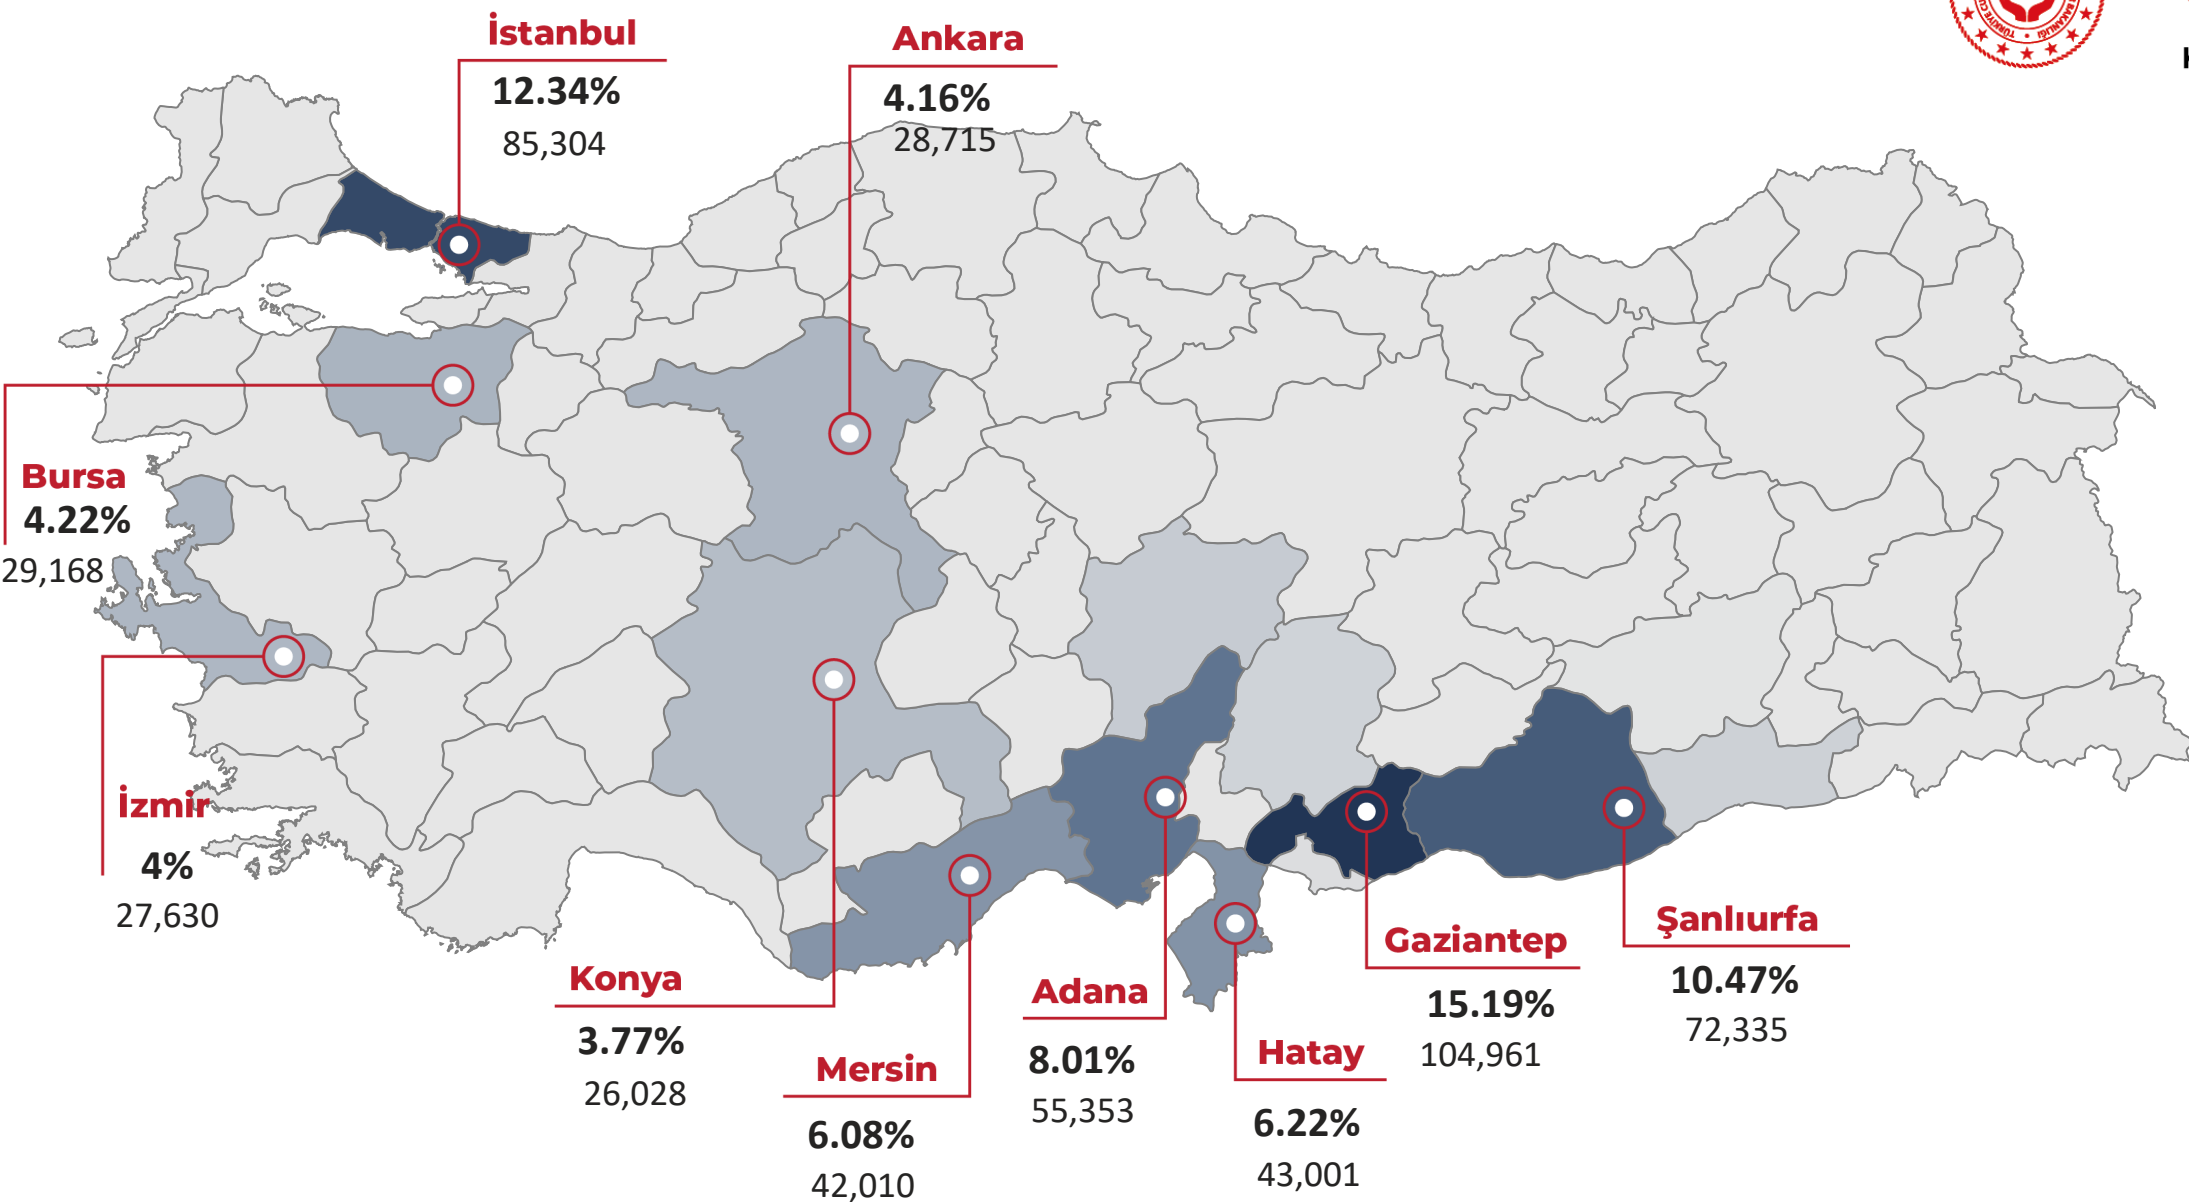 İstanbul
12.34%
85,304
Ankara
4.16%
28,715
Bursa
4.22%
29,168
İzmir
4%
27,630
Konya
3.77%
26,028
Mersin
6.08%
42,010
Adana
8.01%
55,353
Hatay
6.22%
43,001
Gaziantep
15.19%
104,961
Şanlıurfa
10.47%
72,335